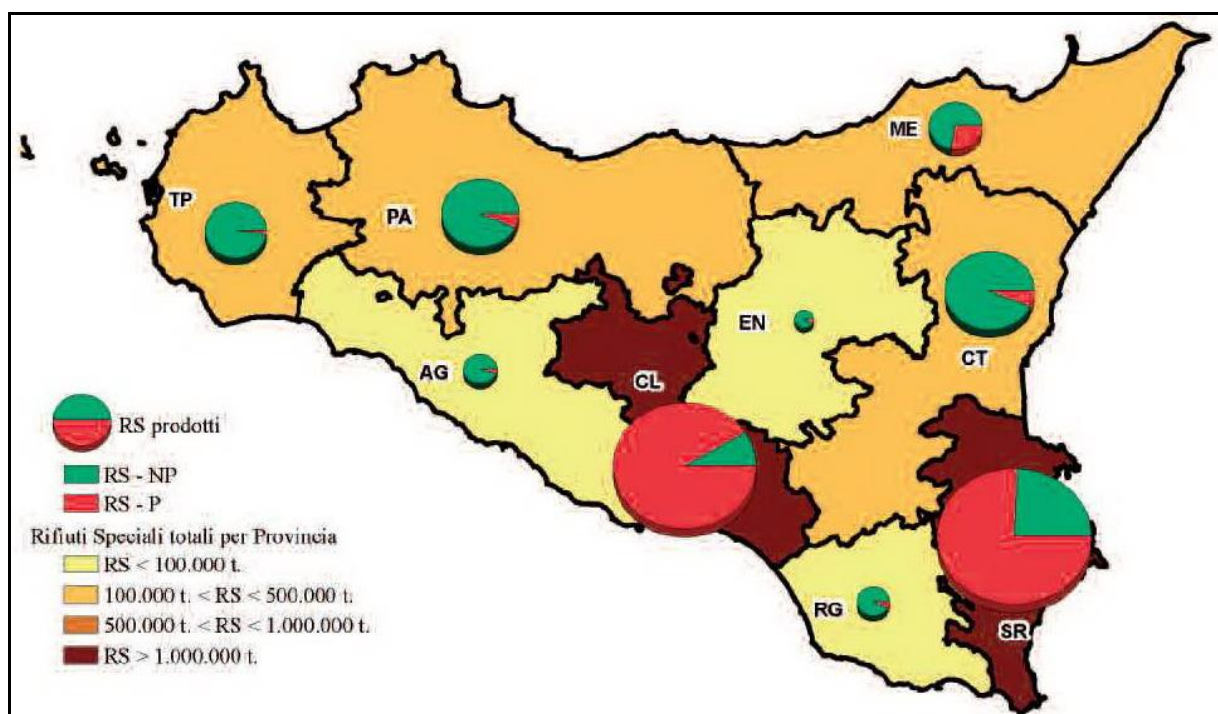 ME
TP
PA
EN
CT
AG
CL
RS prodotti
RS - NP
RS - P
Rifiuti Speciali totali per Provincia
RS < 100.000 t.
100.000 t. < RS < 500.000 t.
500.000 t. < RS < 1.000.000 t.
RS > 1.000.000 t.
RG
SR